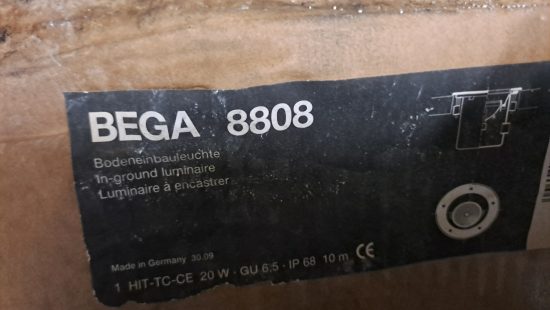 BEGA 8808
Bodeneinbauleuchte
In-ground luminaire
Luminaire à encastrer
Made in Germany 30.09
1 HIT-TC-CE 20 W · GU 6,5 · IP 68 10 m CE